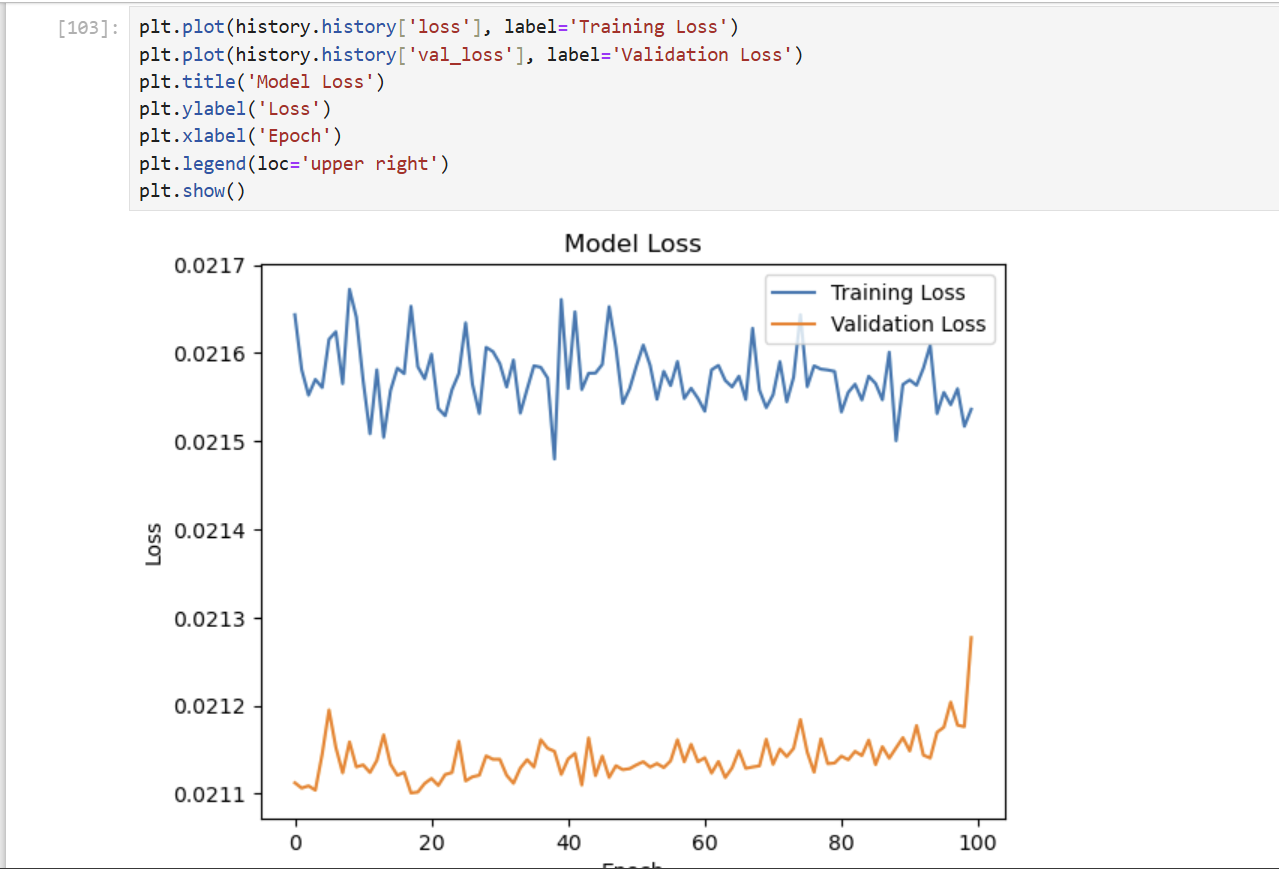 [103]:
plt.plot(history.history['loss'], label='Training Loss')
plt.plot(history.history['val_loss'], label='Validation Loss')
plt.title('Model Loss')
plt.ylabel('Loss')
plt.xlabel('Epoch')
plt.legend(loc='upper right')
plt.show()
Model Loss
Training Loss
Validation Loss
0.0217
0.0216
0.0215
0.0214
0.0213
0.0212
0.0211
Loss
0 20 40 60 80 100
Epoch